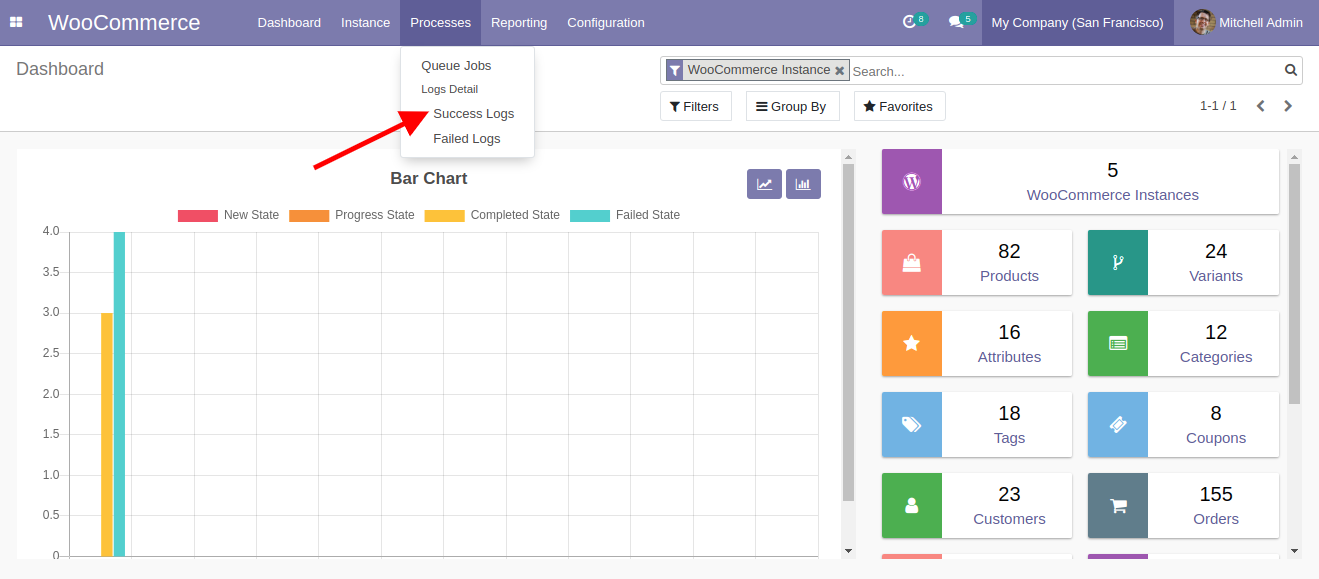 WooCommerce Dashboard Instance Processes Reporting Configuration 8 5 My Company (San Francisco) Mitchell Admin
Dashboard
Queue Jobs
Logs Detail
Success Logs
Failed Logs
WooCommerce Instance Search...
Filters Group By Favorites 1-1 / 1
Bar Chart
New State Progress State Completed State Failed State
4.0
3.5
3.0
2.5
2.0
1.5
1.0
0.5
0
5
WooCommerce Instances
82
Products
24
Variants
16
Attributes
12
Categories
18
Tags
8
Coupons
23
Customers
155
Orders